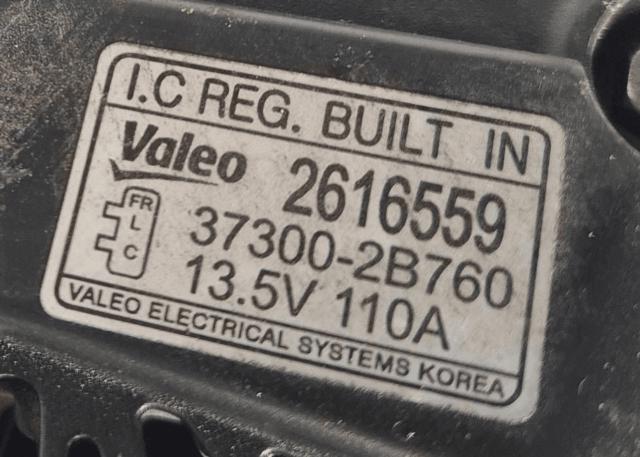 I.C REG. BUILT IN
Valeo 2616559
FR
L
C
37300-2B760
13.5V 110A
VALEO ELECTRICAL SYSTEMS KOREA